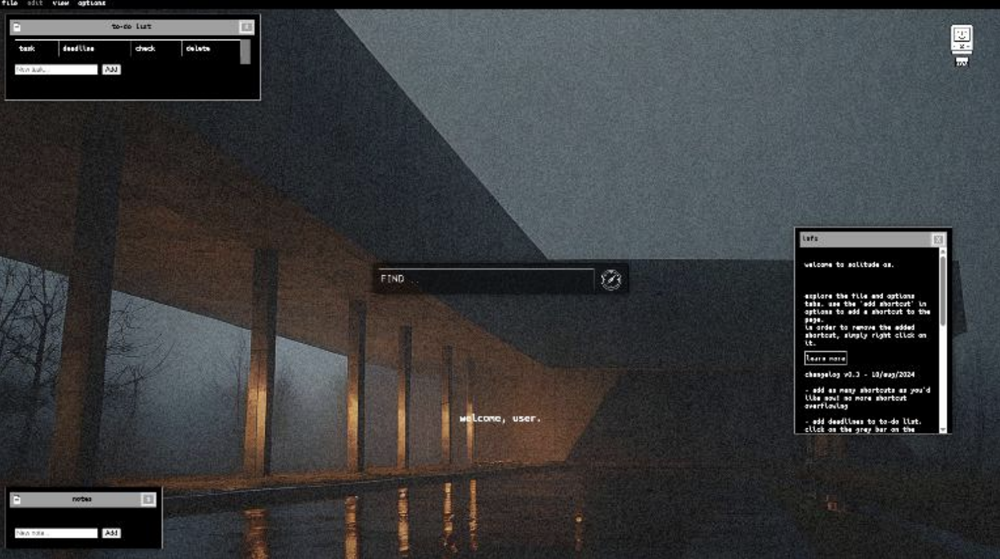 file edit view options
to-do list
X
task deadline check delete
New task... Add
FIND ..
info
X
welcome to solitude os.
explore the file and options
tabs. use the 'add shortcut' in
options to add a shortcut to the
page.
in order to remove the added
shortcut, simply right click on
it.
learn more
changelog v0.3 - 10/aug/2024
- add as many shortcuts as you'd
like now! no more shortcut
overflowing
- add deadlines to to-do list.
click on the grey bar on the
welcome, user.
notes
X
New note... Add